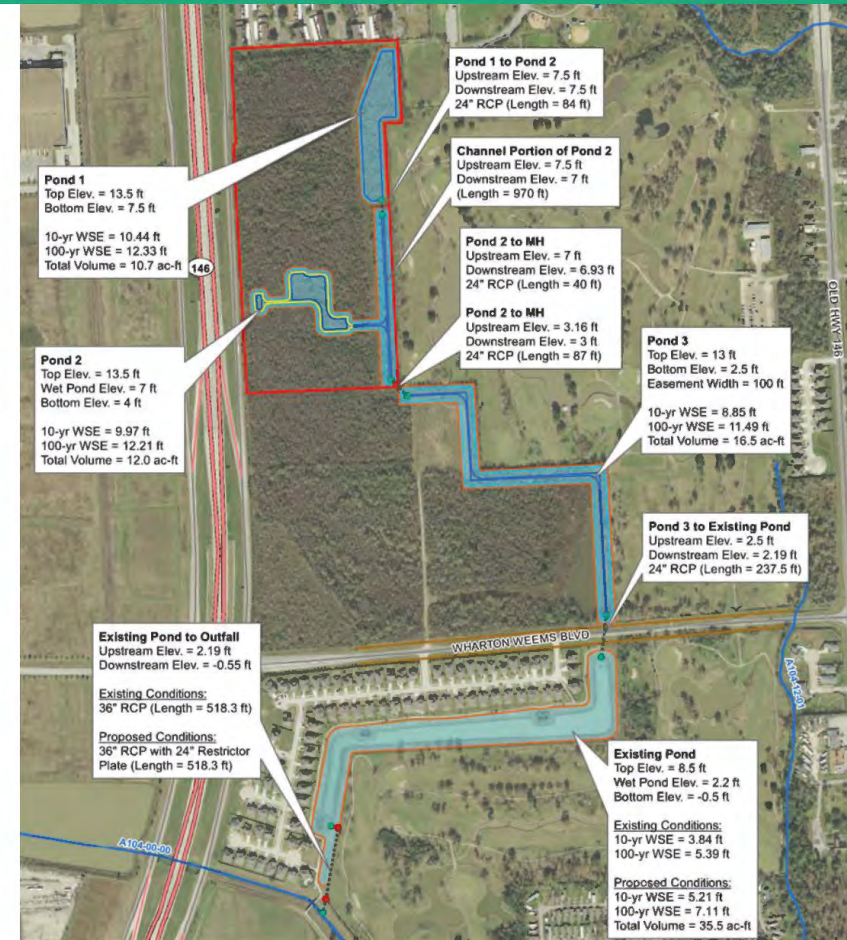 Pond 1 to Pond 2
Upstream Elev. = 7.5 ft
Downstream Elev. = 7.5 ft
24" RCP (Length = 84 ft)
Channel Portion of Pond 2
Upstream Elev. = 7.5 ft
Downstream Elev. = 7 ft
(Length = 970 ft)
Pond 1
Top Elev. = 13.5 ft
Bottom Elev. = 7.5 ft
10-yr WSE = 10.44 ft
100-yr WSE = 12.33 ft
Total Volume = 10.7 ac-ft
146
Pond 2 to MH
Upstream Elev. = 7 ft
Downstream Elev. = 6.93 ft
24" RCP (Length = 40 ft)
Pond 2 to MH
Upstream Elev. = 3.16 ft
Downstream Elev. = 3 ft
24" RCP (Length = 87 ft)
OLD HWY 146
Pond 2
Top Elev. = 13.5 ft
Wet Pond Elev. = 7 ft
Bottom Elev. = 4 ft
10-yr WSE = 9.97 ft
100-yr WSE = 12.21 ft
Total Volume = 12.0 ac-ft
Pond 3
Top Elev. = 13 ft
Bottom Elev. = 2.5 ft
Easement Width = 100 ft
10-yr WSE = 8.85 ft
100-yr WSE = 11.49 ft
Total Volume = 16.5 ac-ft
Pond 3 to Existing Pond
Upstream Elev. = 2.5 ft
Downstream Elev. = 2.19 ft
24" RCP (Length = 237.5 ft)
WHARTON WEEMS BLVD
A104-12-01
Existing Pond to Outfall
Upstream Elev. = 2.19 ft
Downstream Elev. = -0.55 ft
Existing Conditions:
36" RCP (Length = 518.3 ft)
Proposed Conditions:
36" RCP with 24" Restrictor
Plate (Length = 518.3 ft)
Existing Pond
Top Elev. = 8.5 ft
Wet Pond Elev. = 2.2 ft
Bottom Elev. = -0.5 ft
Existing Conditions:
10-yr WSE = 3.84 ft
100-yr WSE = 5.39 ft
Proposed Conditions:
10-yr WSE = 5.21 ft
100-yr WSE = 7.11 ft
Total Volume = 35.5 ac-ft
A104-00-00